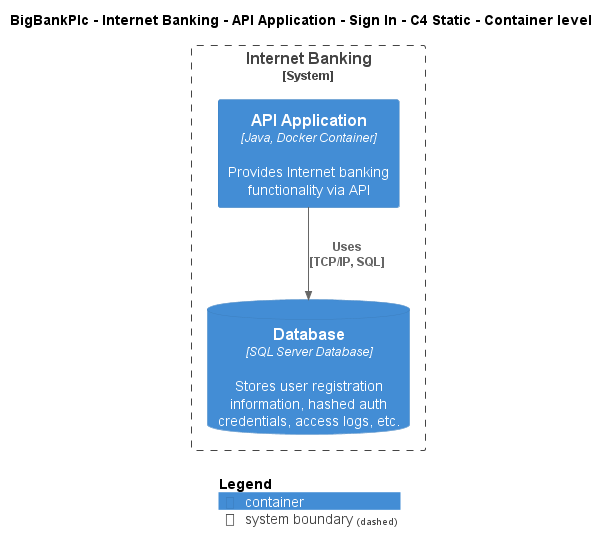 BigBankPlc - Internet Banking - API Application - Sign In - C4 Static - Container level
Internet Banking
[System]
API Application
[Java, Docker Container]
Provides Internet banking
functionality via API
Uses
[TCP/IP, SQL]
Database
[SQL Server Database]
Stores user registration
information, hashed auth
credentials, access logs, etc.
Legend
container
system boundary (dashed)